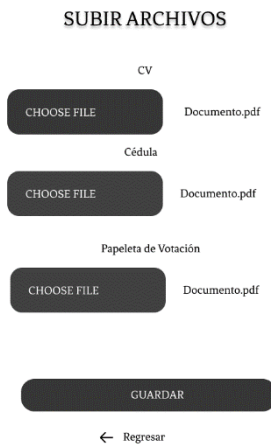 SUBIR ARCHIVOS
CV
CHOOSE FILE Documento.pdf
Cédula
CHOOSE FILE Documento.pdf
Papeleta de Votación
CHOOSE FILE Documento.pdf
GUARDAR
← Regresar